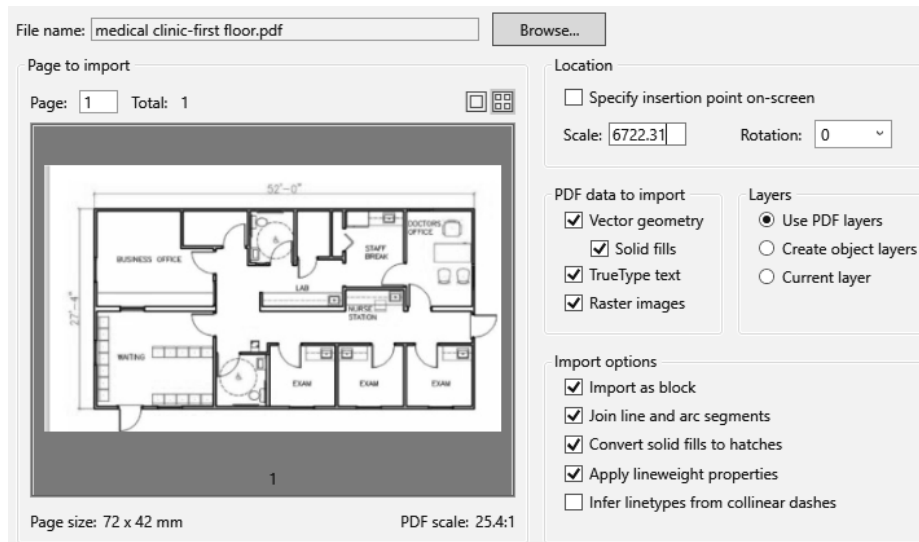 File name: medical clinic-first floor.pdf Browse...
Page to import
Page: 1 Total: 1
52'-0"
27'-4"
BUSINESS OFFICE
LAB
STAFF
BREAK
DOCTORS
OFFICE
NURSE
STATION
WAITING
EXAM EXAM EXAM
1
Page size: 72 x 42 mm PDF scale: 25.4:1
Location
Specify insertion point on-screen
Scale: 6722.31 Rotation: 0
PDF data to import
Vector geometry
Solid fills
TrueType text
Raster images
Layers
Use PDF layers
Create object layers
Current layer
Import options
Import as block
Join line and arc segments
Convert solid fills to hatches
Apply lineweight properties
Infer linetypes from collinear dashes